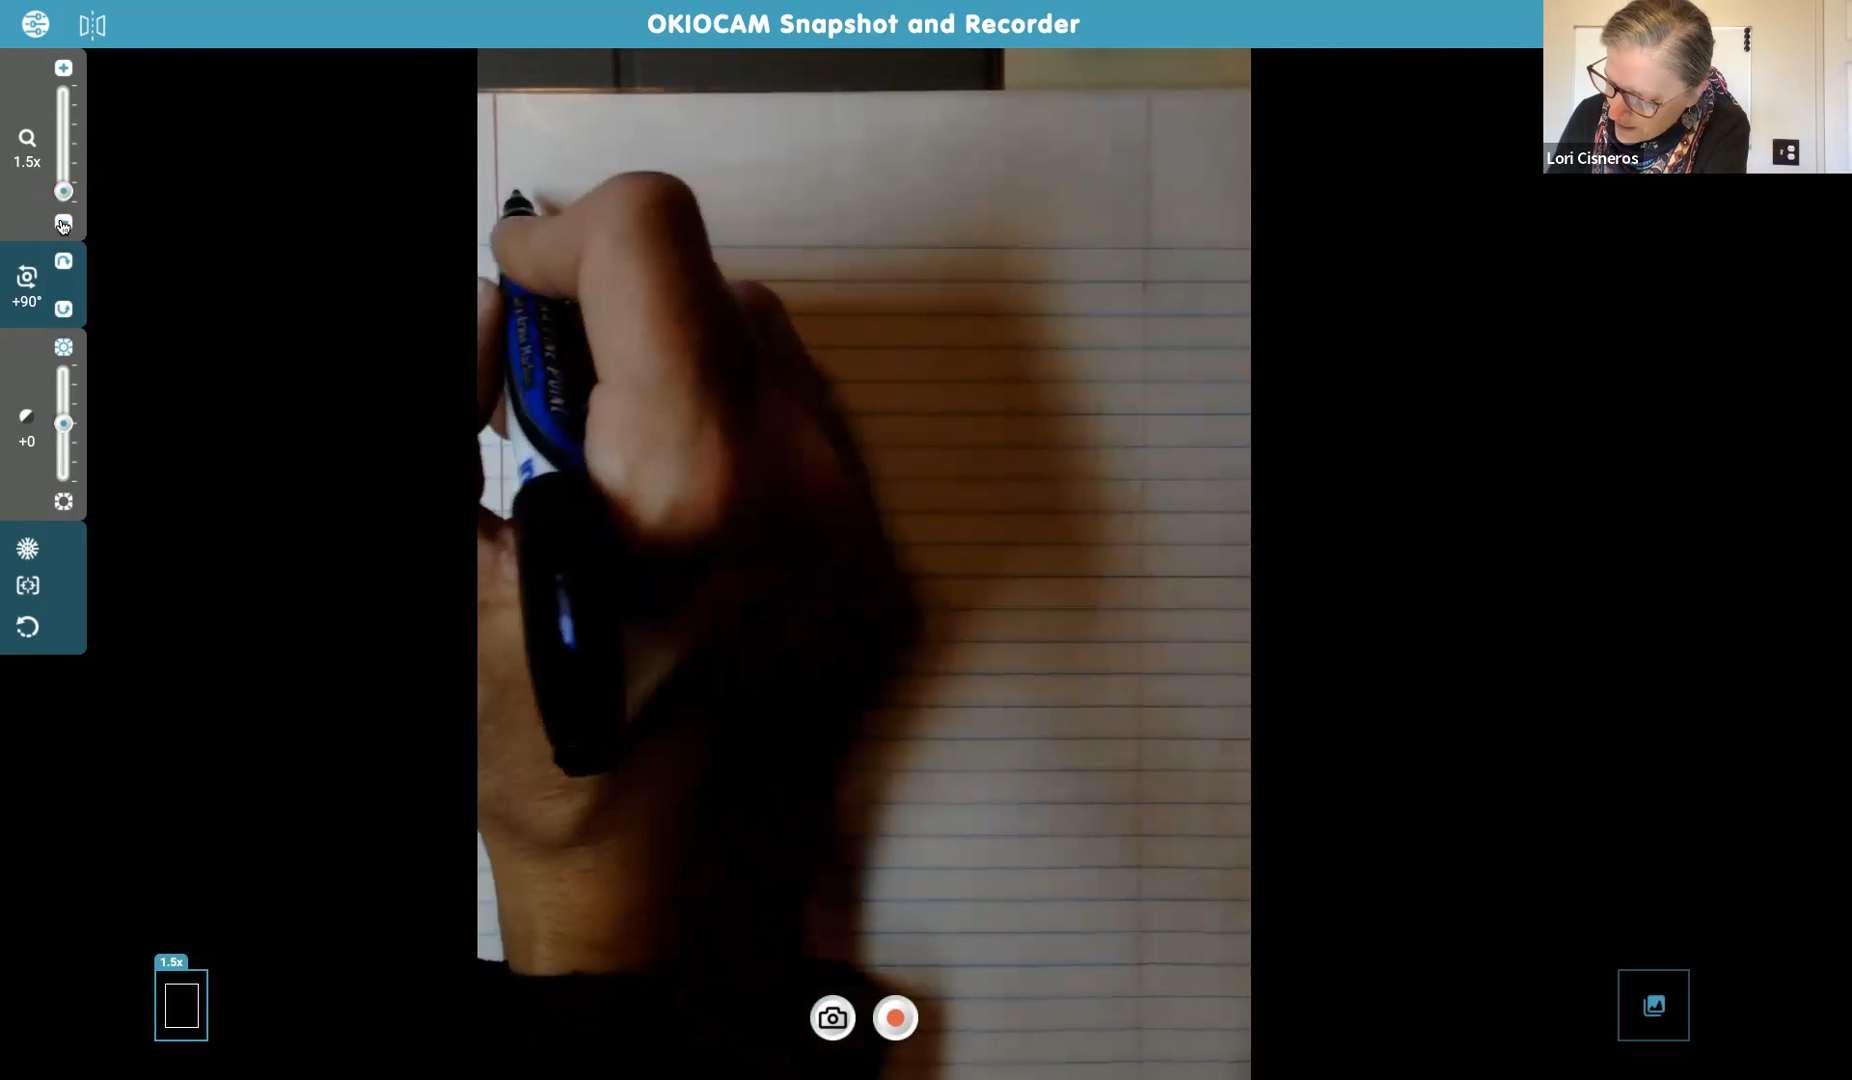 OKIOCAM Snapshot and Recorder
Lori Cisneros
1.5x
+90°
+0
1.5x